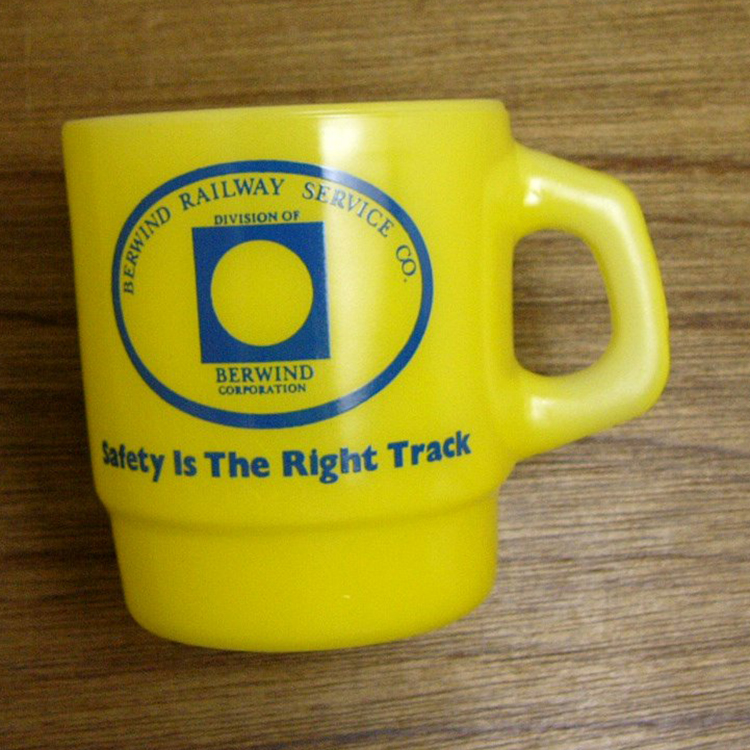 BERWIND RAILWAY SERVICE CO.
DIVISION OF
BERWIND
CORPORATION
Safety Is The Right Track